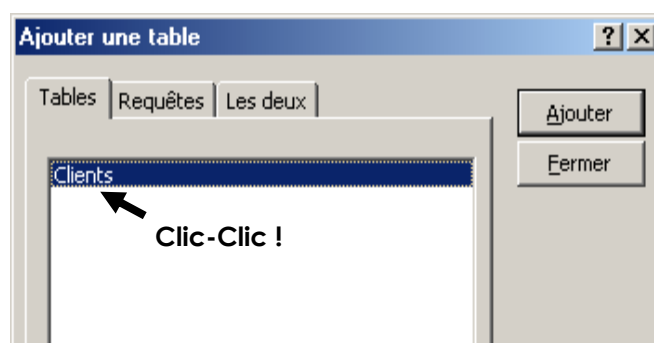 Ajouter une table
? ×
Tables Requêtes Les deux
Ajouter
Clients
Fermer
Clic-Clic !